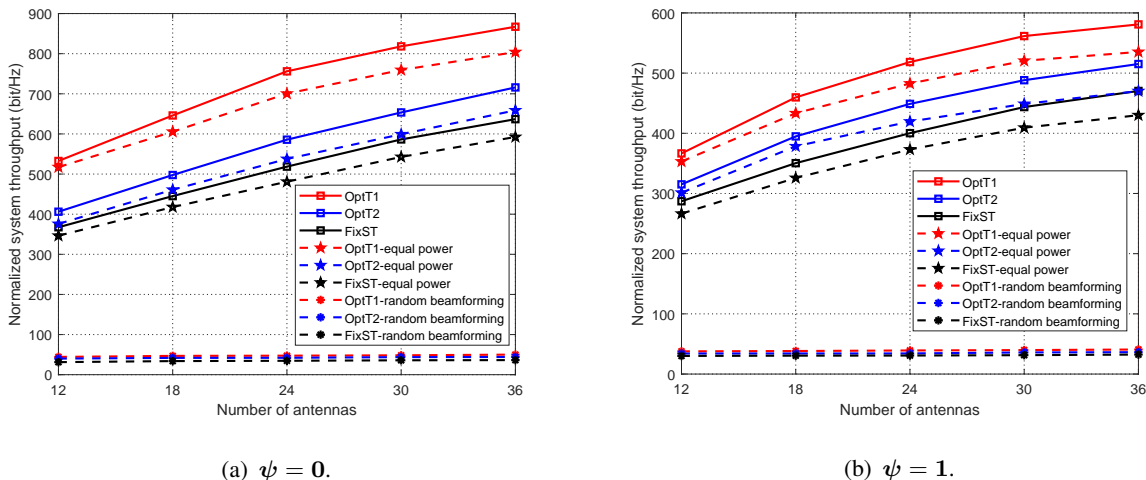 Normalized system throughput (bit/Hz)
900
800
700
600
500
400
300
200
100
0
OptT1
OptT2
FixST
OptT1-equal power
OptT2-equal power
FixST-equal power
OptT1-random beamforming
OptT2-random beamforming
FixST-random beamforming
12 18 24 30 36
Number of antennas
(a) ψ = 0.
Normalized system throughput (bit/Hz)
600
500
400
300
200
100
0
OptT1
OptT2
FixST
OptT1-equal power
OptT2-equal power
FixST-equal power
OptT1-random beamforming
OptT2-random beamforming
FixST-random beamforming
12 18 24 30 36
Number of antennas
(b) ψ = 1.